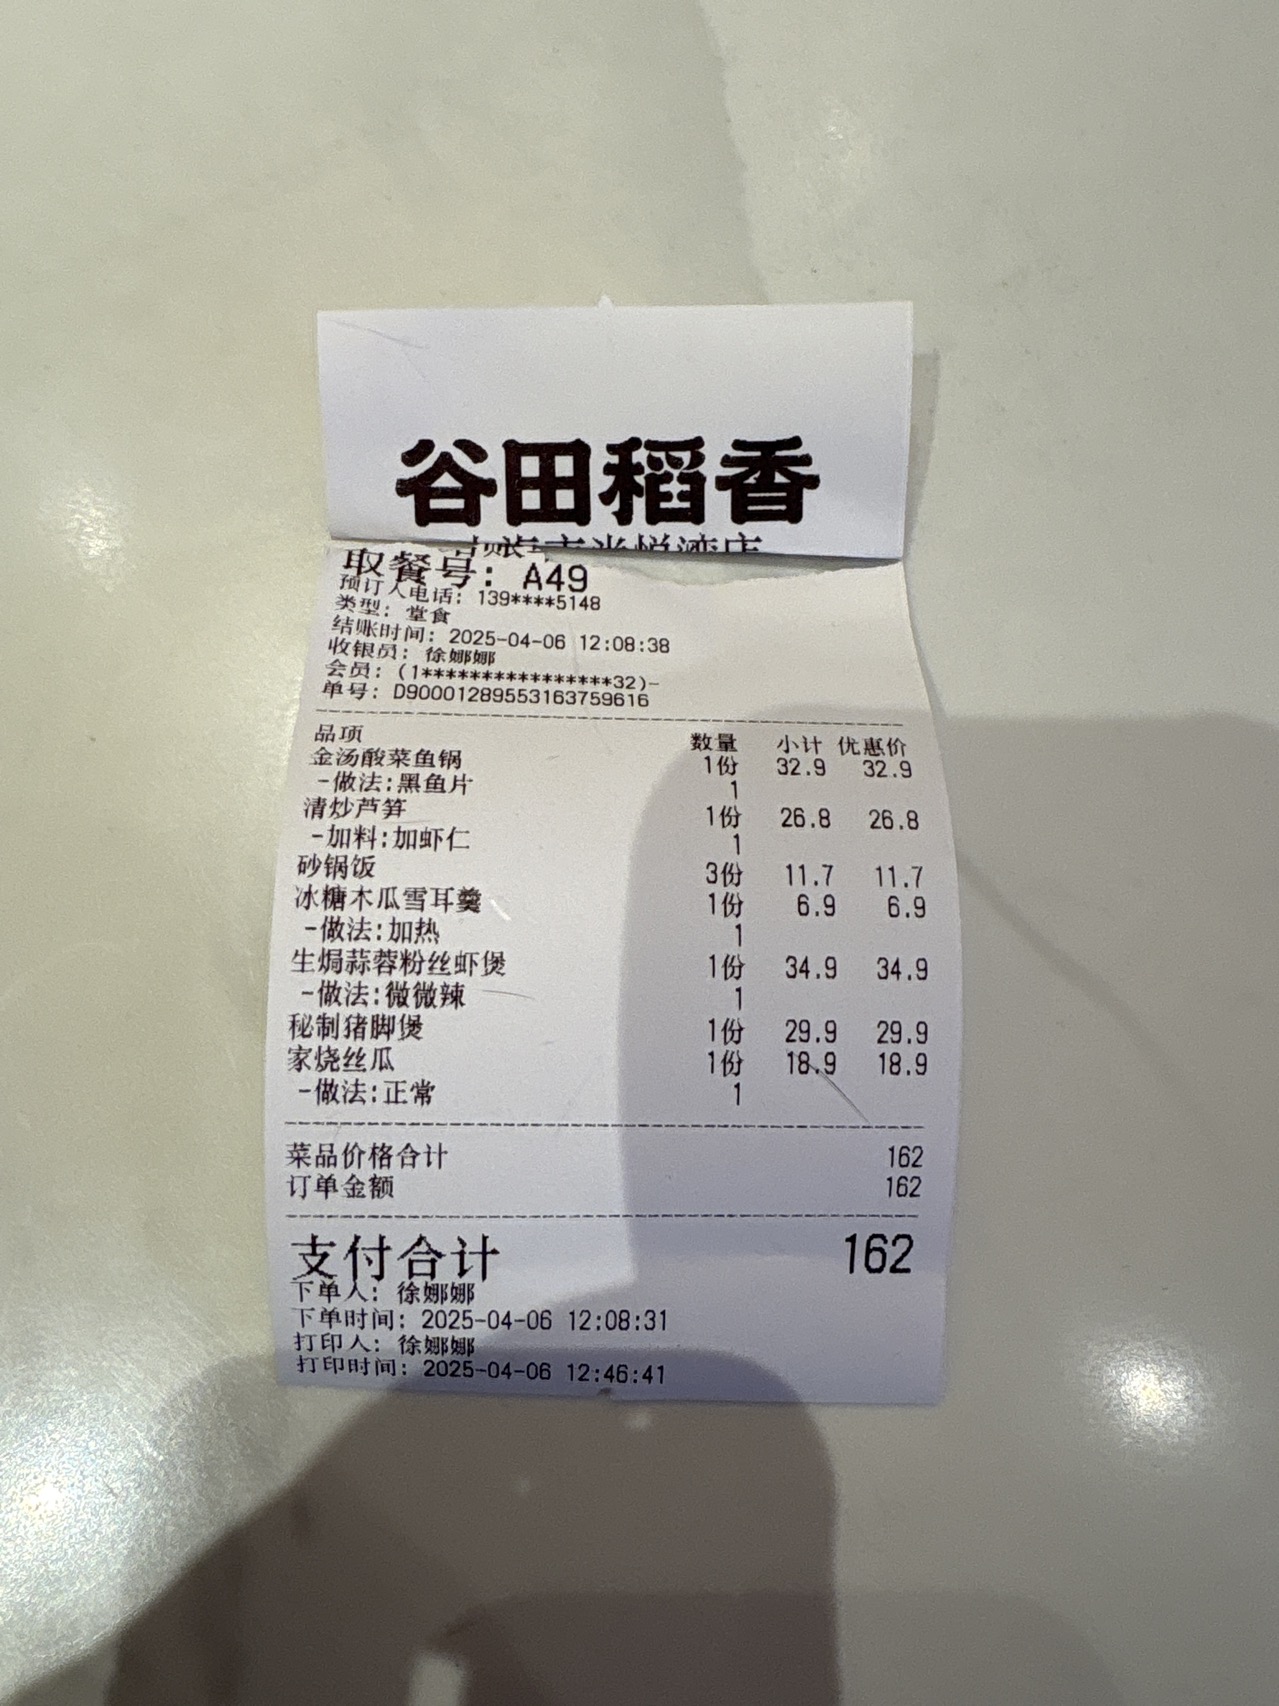 谷田稻香
取餐号: A49
预订人电话: 139****5148
类型: 堂食
结账时间: 2025-04-06 12:08:38
收银员: 徐娜娜
会员: (1****************32)-
单号: D90001289553163759616
品项 数量 小计 优惠价
金汤酸菜鱼锅 1份 32.9 32.9
-做法:黑鱼片 1
清炒芦笋 1份 26.8 26.8
-加料:加虾仁 1
砂锅饭 3份 11.7 11.7
冰糖木瓜雪耳羹 1份 6.9 6.9
-做法:加热 1
生焗蒜蓉粉丝虾煲 1份 34.9 34.9
-做法:微微辣 1
秘制猪脚煲 1份 29.9 29.9
家烧丝瓜 1份 18.9 18.9
-做法:正常 1
菜品价格合计 162
订单金额 162
支付合计 162
下单人: 徐娜娜
下单时间: 2025-04-06 12:08:31
打印人: 徐娜娜
打印时间: 2025-04-06 12:46:41